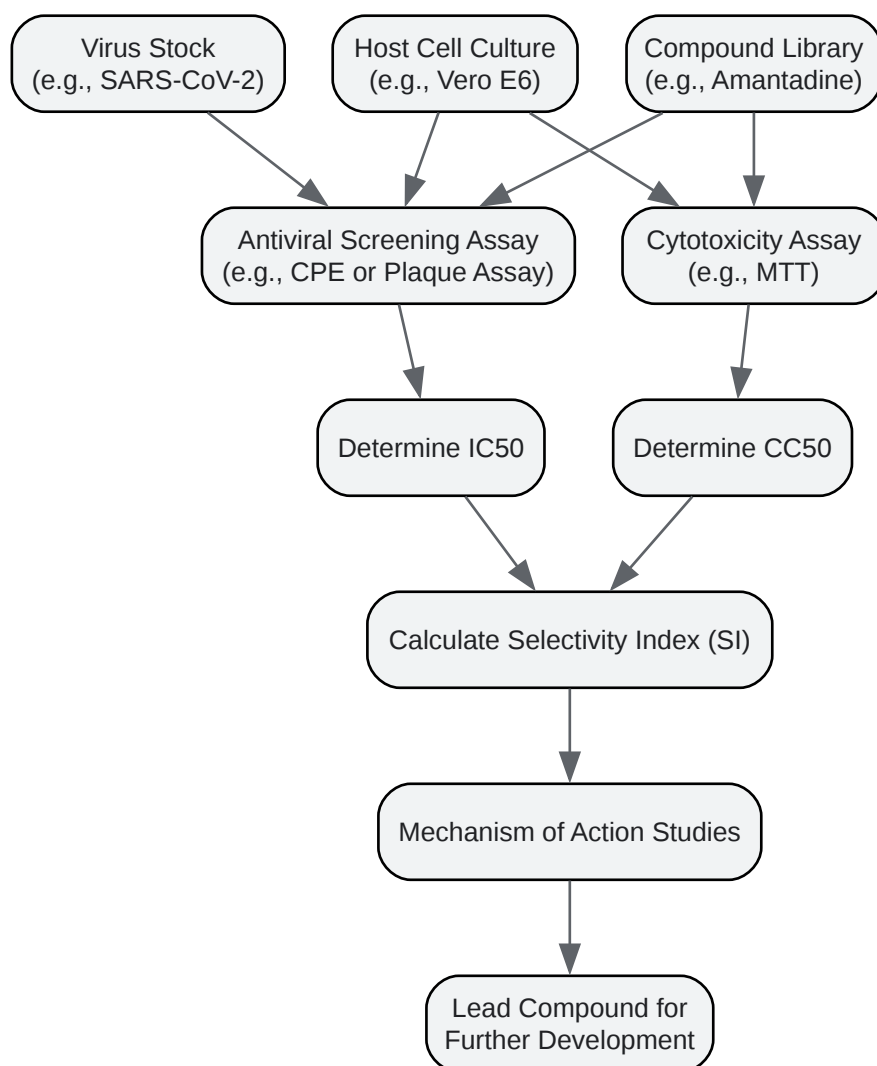 Virus Stock
(e.g., SARS-CoV-2)
Host Cell Culture
(e.g., Vero E6)
Compound Library
(e.g., Amantadine)
Antiviral Screening Assay
(e.g., CPE or Plaque Assay)
Cytotoxicity Assay
(e.g., MTT)
Determine IC50
Determine CC50
Calculate Selectivity Index (SI)
Mechanism of Action Studies
Lead Compound for
Further Development